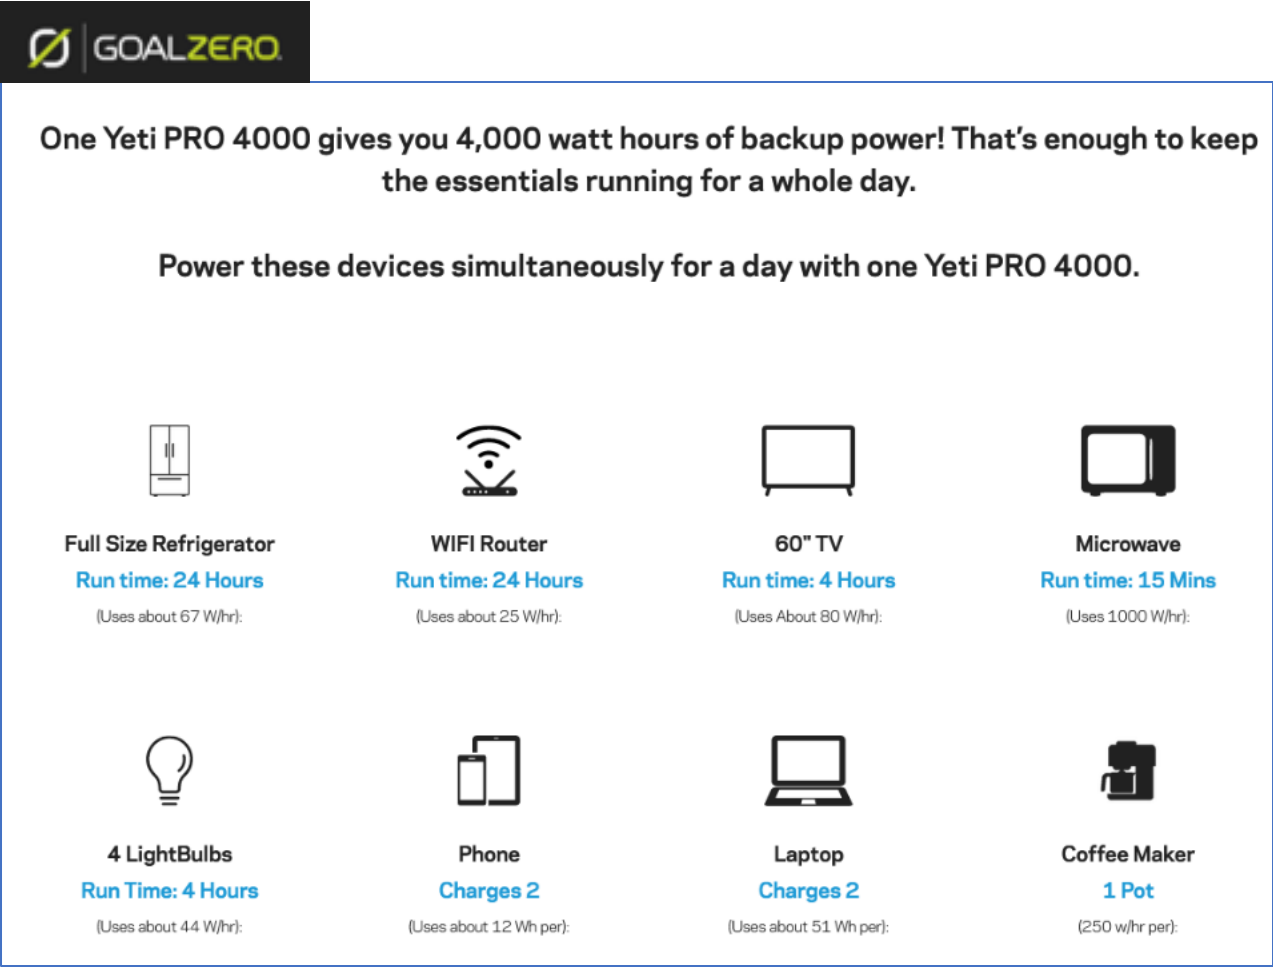 GOALZERO
One Yeti PRO 4000 gives you 4,000 watt hours of backup power! That's enough to keep
the essentials running for a whole day.
Power these devices simultaneously for a day with one Yeti PRO 4000.
Full Size Refrigerator
Run time: 24 Hours
(Uses about 67 W/hr):
WIFI Router
Run time: 24 Hours
(Uses about 25 W/hr):
60" TV
Run time: 4 Hours
(Uses About 80 W/hr):
Microwave
Run time: 15 Mins
(Uses 1000 W/hr):
4 LightBulbs
Run Time: 4 Hours
(Uses about 44 W/hr):
Phone
Charges 2
(Uses about 12 Wh per):
Laptop
Charges 2
(Uses about 51 Wh per):
Coffee Maker
1 Pot
(250 w/hr per):